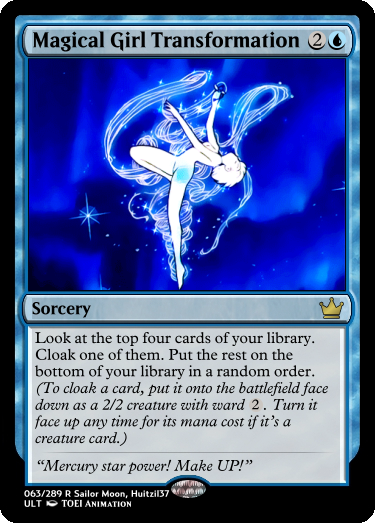 Magical Girl Transformation 2
Sorcery
Look at the top four cards of your library.
Cloak one of them. Put the rest on the
bottom of your library in a random order.
(To cloak a card, put it onto the battlefield face
down as a 2/2 creature with ward 2. Turn it
face up any time for its mana cost if it's a
creature card.)
“Mercury star power! Make UP!”
063/289 R Sailor Moon, Huitzil37
ULT TOEI Animation